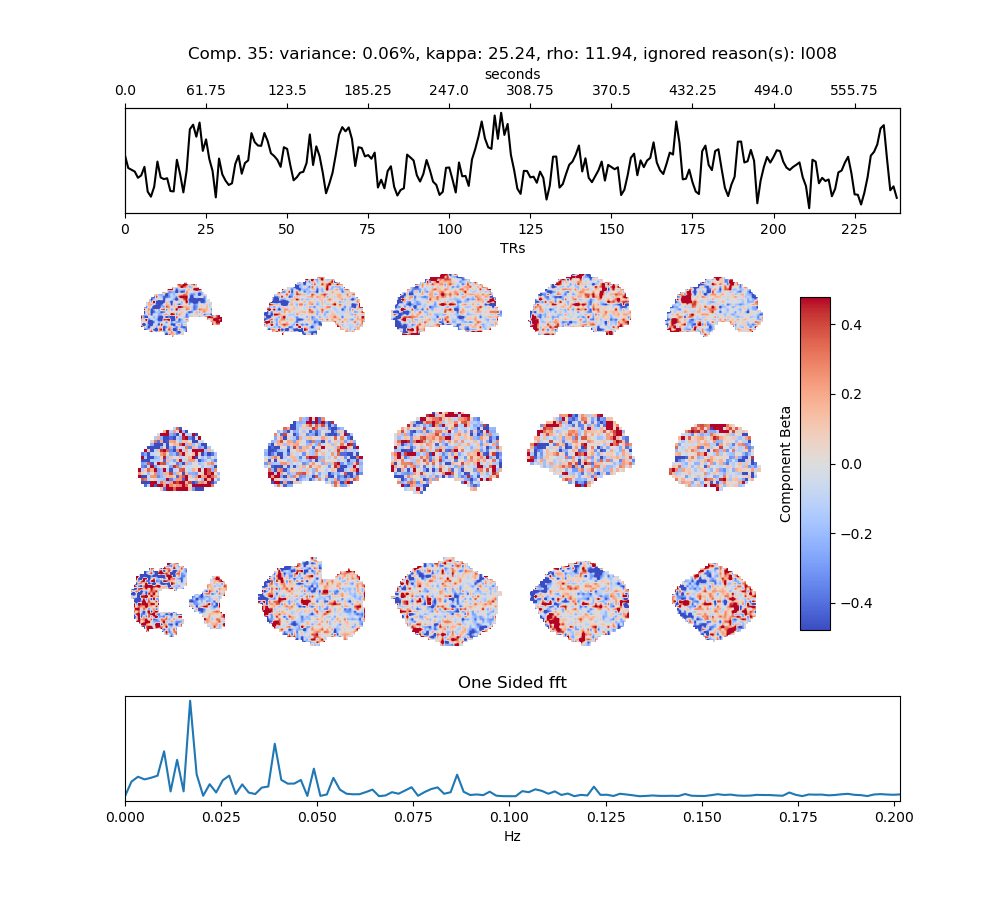 Comp. 35: variance: 0.06%, kappa: 25.24, rho: 11.94, ignored reason(s): I008
seconds
0.0 61.75 123.5 185.25 247.0 308.75 370.5 432.25 494.0 555.75
0 25 50 75 100 125 150 175 200 225
TRs
0.4
0.2
0.0
−0.2
−0.4
Component Beta
One Sided fft
0.000 0.025 0.050 0.075 0.100 0.125 0.150 0.175 0.200
Hz